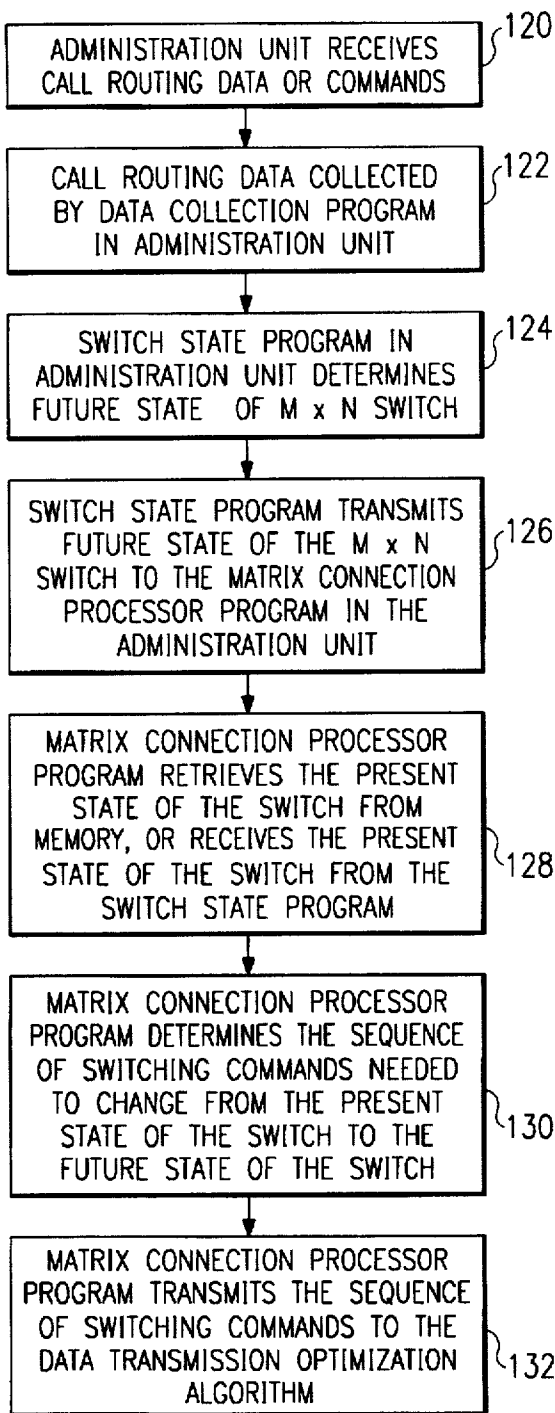 ADMINISTRATION UNIT RECEIVES
CALL ROUTING DATA OR COMMANDS
120
CALL ROUTING DATA COLLECTED
BY DATA COLLECTION PROGRAM
IN ADMINISTRATION UNIT
122
SWITCH STATE PROGRAM IN
ADMINISTRATION UNIT DETERMINES
FUTURE STATE OF M x N SWITCH
124
SWITCH STATE PROGRAM TRANSMITS
FUTURE STATE OF THE M x N
SWITCH TO THE MATRIX CONNECTION
PROCESSOR PROGRAM IN THE
ADMINISTRATION UNIT
126
MATRIX CONNECTION PROCESSOR
PROGRAM RETRIEVES THE PRESENT
STATE OF THE SWITCH FROM
MEMORY, OR RECEIVES THE PRESENT
STATE OF THE SWITCH FROM THE
SWITCH STATE PROGRAM
128
MATRIX CONNECTION PROCESSOR
PROGRAM DETERMINES THE SEQUENCE
OF SWITCHING COMMANDS NEEDED
TO CHANGE FROM THE PRESENT
STATE OF THE SWITCH TO THE
FUTURE STATE OF THE SWITCH
130
MATRIX CONNECTION PROCESSOR
PROGRAM TRANSMITS THE SEQUENCE
OF SWITCHING COMMANDS TO THE
DATA TRANSMISSION OPTIMIZATION
ALGORITHM
132